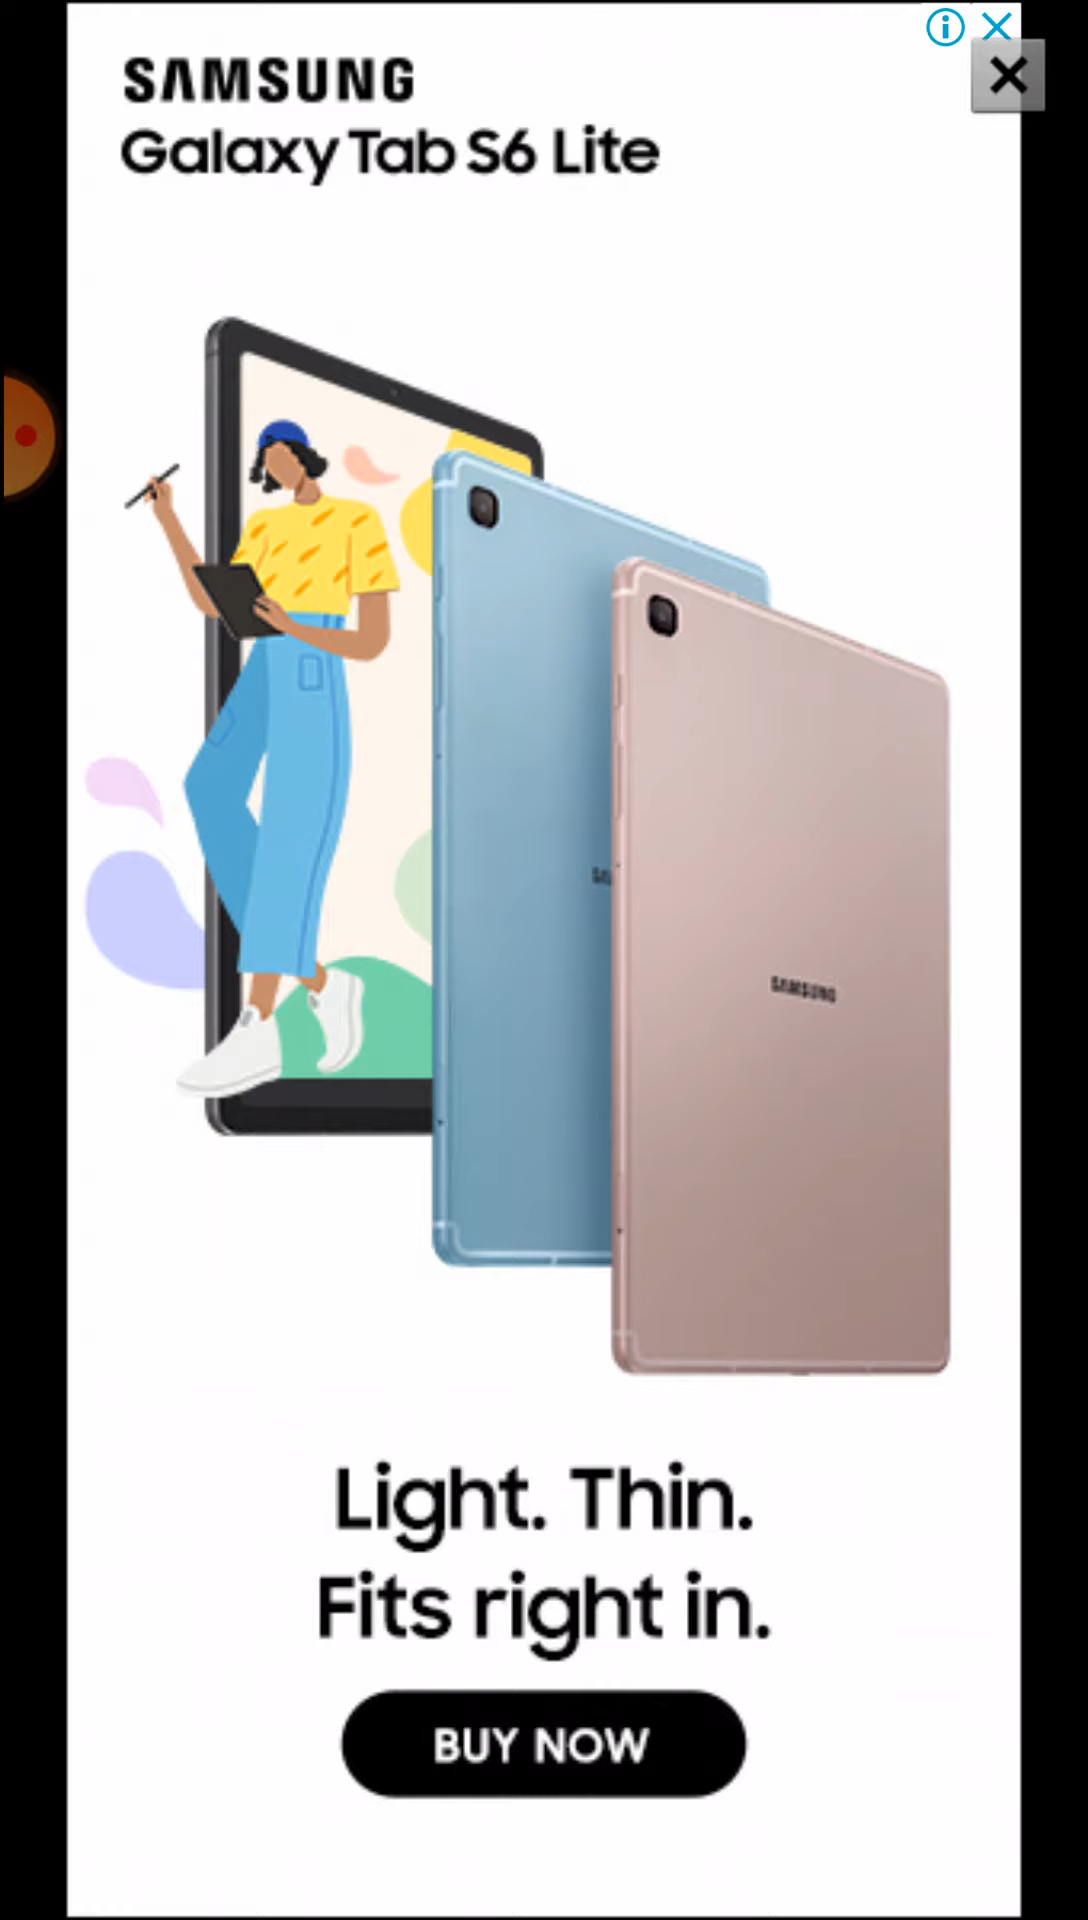 SAMSUNG
Galaxy Tab S6 Lite
SAMSUNG
Light. Thin.
Fits right in.
BUY NOW